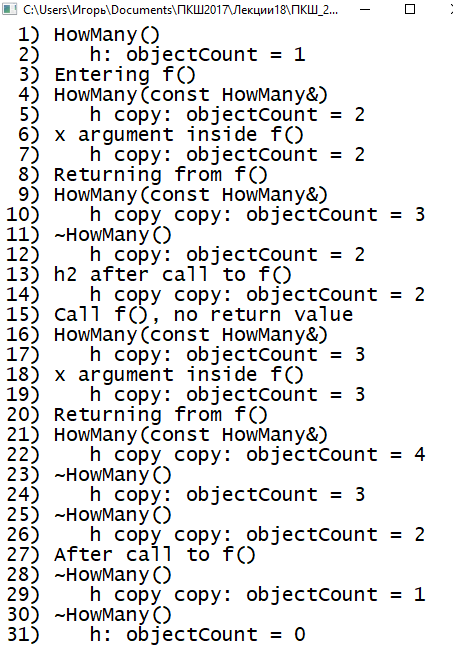 C:\Users\Игорь\Documents\ПКШ2017\Лекции18\ПКШ_2...
1) HowMany()
2) h: objectCount = 1
3) Entering f()
4) HowMany(const HowMany&)
5) h copy: objectCount = 2
6) x argument inside f()
7) h copy: objectCount = 2
8) Returning from f()
9) HowMany(const HowMany&)
10) h copy copy: objectCount = 3
11) ~HowMany()
12) h copy: objectCount = 2
13) h2 after call to f()
14) h copy copy: objectCount = 2
15) Call f(), no return value
16) HowMany(const HowMany&)
17) h copy: objectCount = 3
18) x argument inside f()
19) h copy: objectCount = 3
20) Returning from f()
21) HowMany(const HowMany&)
22) h copy copy: objectCount = 4
23) ~HowMany()
24) h copy: objectCount = 3
25) ~HowMany()
26) h copy copy: objectCount = 2
27) After call to f()
28) ~HowMany()
29) h copy copy: objectCount = 1
30) ~HowMany()
31) h: objectCount = 0